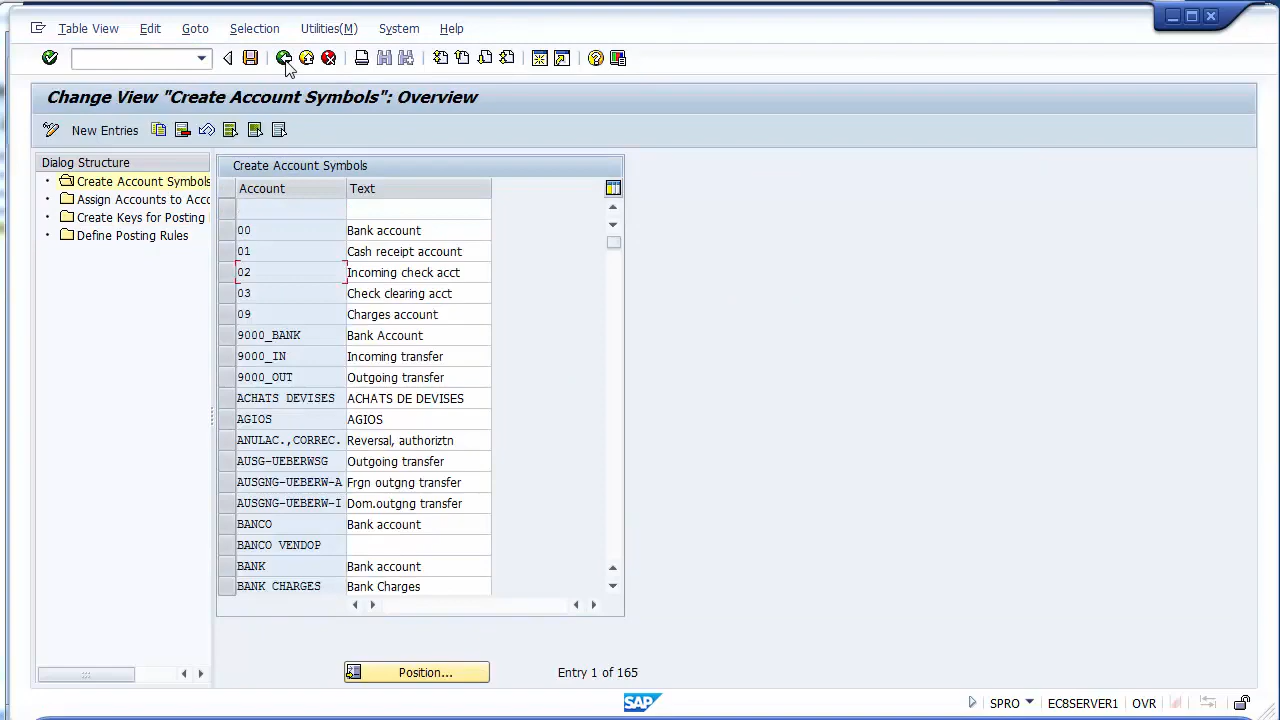 Table View Edit Goto Selection Utilities(M) System Help
Change View "Create Account Symbols": Overview
New Entries
Dialog Structure
Create Account Symbols
Assign Accounts to Acco
Create Keys for Posting
Define Posting Rules
Create Account Symbols
Account Text
00 Bank account
01 Cash receipt account
02 Incoming check acct
03 Check clearing acct
09 Charges account
9000_BANK Bank Account
9000_IN Incoming transfer
9000_OUT Outgoing transfer
ACHATS DEVISES ACHATS DE DEVISES
AGIOS AGIOS
ANULAC.,CORREC. Reversal, authoriztn
AUSG-UEBERWSG Outgoing transfer
AUSGNG-UEBERW-A Frgn outgng transfer
AUSGNG-UEBERW-I Dom.outgng transfer
BANCO Bank account
BANCO VENDOP
BANK Bank account
BANK CHARGES Bank Charges
Position... Entry 1 of 165
SAP SPRO EC8SERVER1 OVR